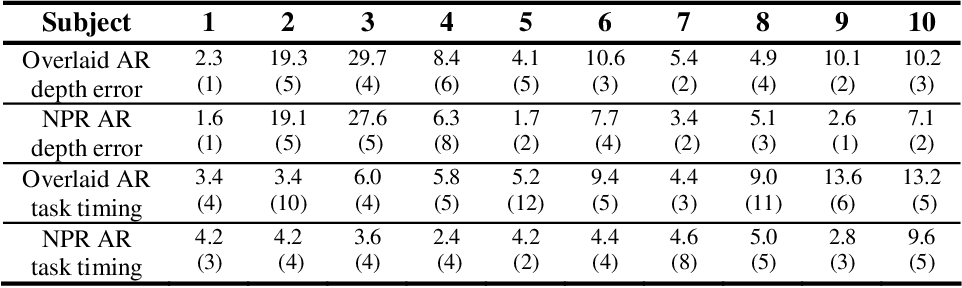 Subject 1 2 3 4 5 6 7 8 9 10
Overlaid AR 2.3 19.3 29.7 8.4 4.1 10.6 5.4 4.9 10.1 10.2
depth error (1) (5) (4) (6) (5) (3) (2) (4) (2) (3)
NPR AR 1.6 19.1 27.6 6.3 1.7 7.7 3.4 5.1 2.6 7.1
depth error (1) (5) (5) (8) (2) (4) (2) (3) (1) (2)
Overlaid AR 3.4 3.4 6.0 5.8 5.2 9.4 4.4 9.0 13.6 13.2
task timing (4) (10) (4) (5) (12) (5) (3) (11) (6) (5)
NPR AR 4.2 4.2 3.6 2.4 4.2 4.4 4.6 5.0 2.8 9.6
task timing (3) (4) (4) (4) (2) (4) (8) (5) (3) (5)